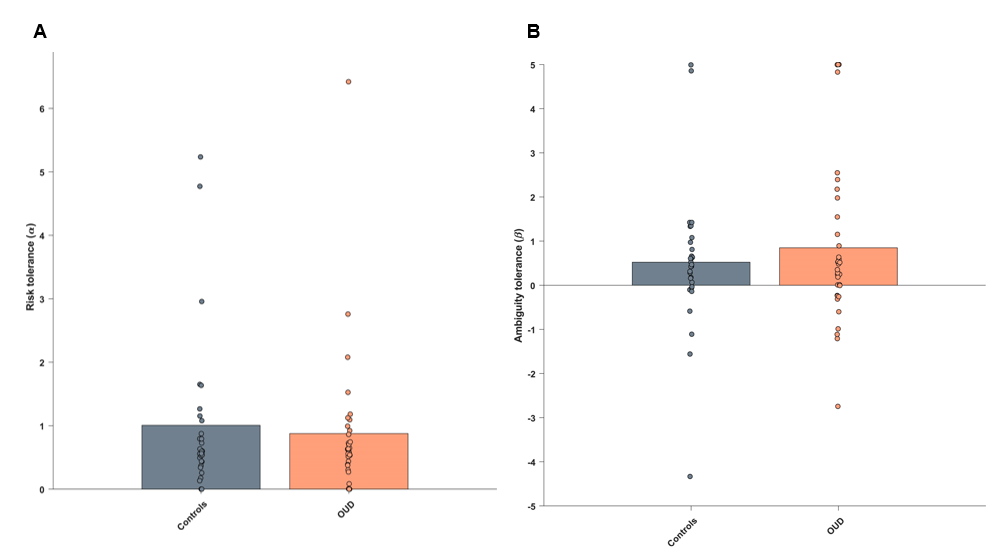 A
Risk tolerance (α)
6
5
4
3
2
1
0
Controls
OUD
B
Ambiguity tolerance (β)
5
4
3
2
1
0
-1
-2
-3
-4
-5
Controls
OUD